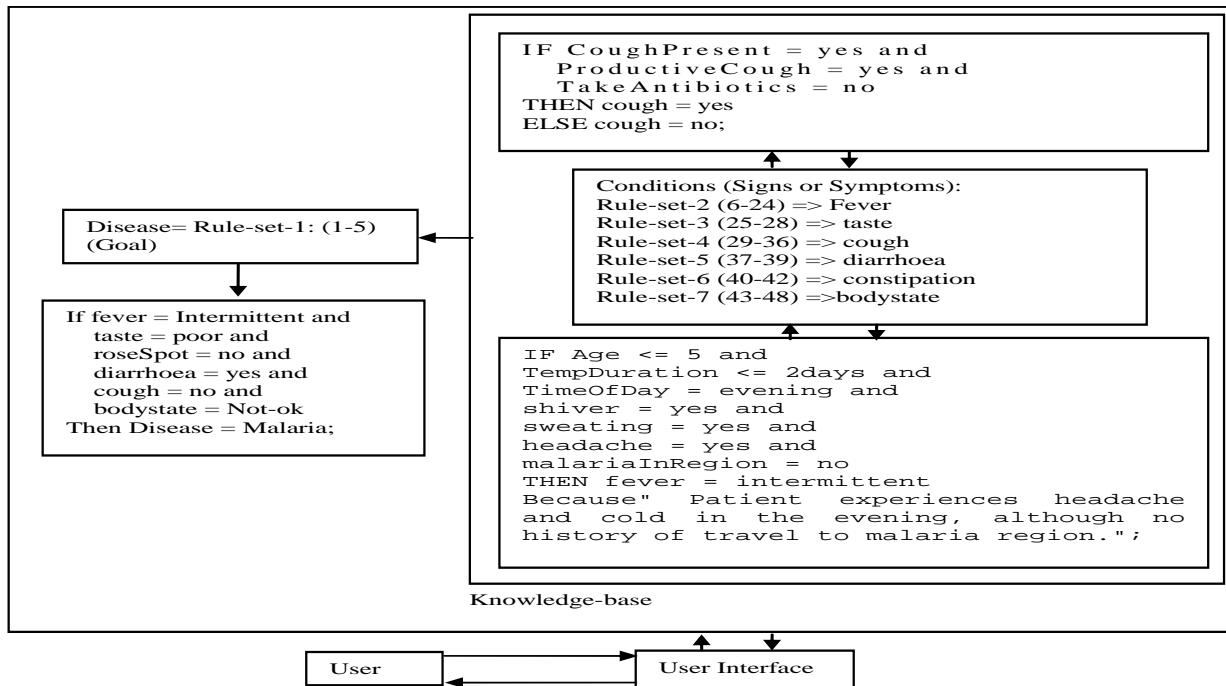 IF CoughPresent = yes and
ProductiveCough = yes and
TakeAntibiotics = no
THEN cough = yes
ELSE cough = no;
Conditions (Signs or Symptoms):
Rule-set-2 (6-24) => Fever
Rule-set-3 (25-28) => taste
Rule-set-4 (29-36) => cough
Rule-set-5 (37-39) => diarrhoea
Rule-set-6 (40-42) => constipation
Rule-set-7 (43-48) =>bodystate
Disease= Rule-set-1: (1-5)
(Goal)
If fever = Intermittent and
taste = poor and
roseSpot = no and
diarrhoea = yes and
cough = no and
bodystate = Not-ok
Then Disease = Malaria;
IF Age <= 5 and
TempDuration <= 2days and
TimeOfDay = evening and
shiver = yes and
sweating = yes and
headache = yes and
malariaInRegion = no
THEN fever = intermittent
Because" Patient experiences headache
and cold in the evening, although no
history of travel to malaria region.";
Knowledge-base
User
User Interface